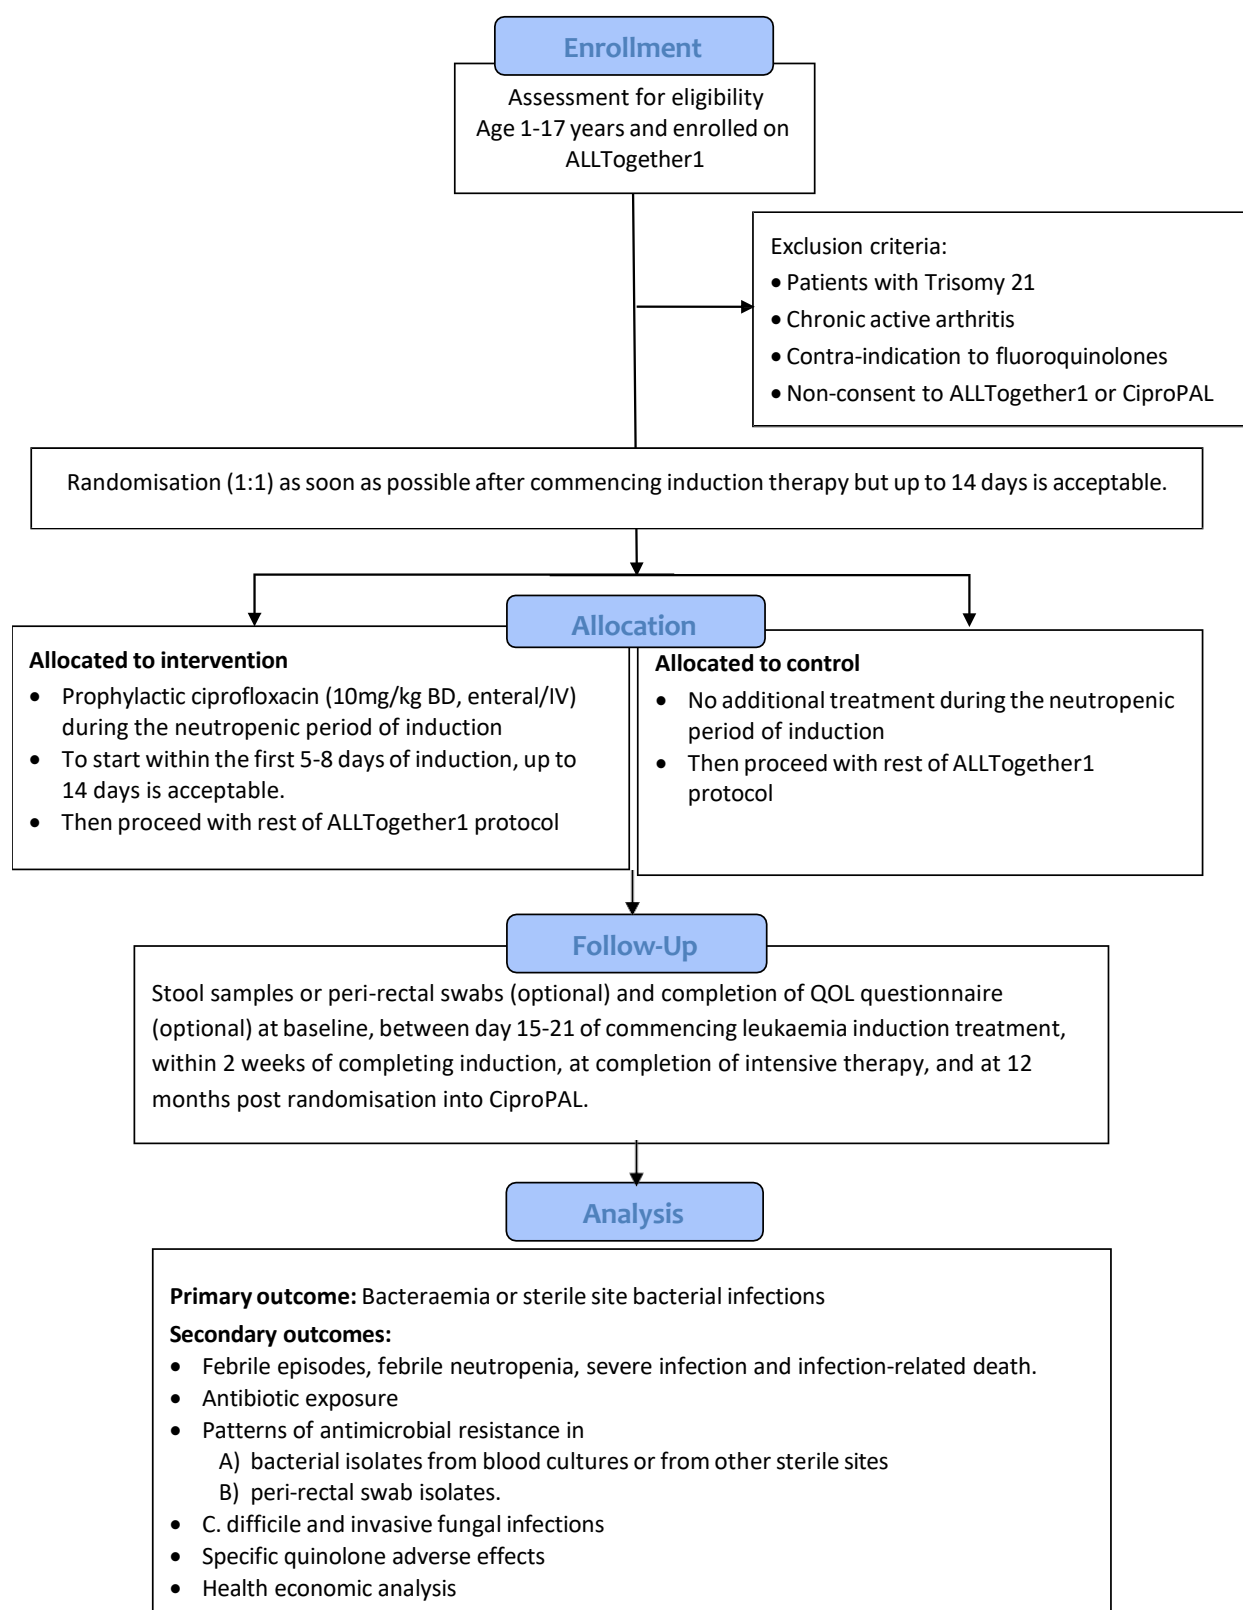 Enrollment
Assessment for eligibility
Age 1-17 years and enrolled on
ALLTogether1
Exclusion criteria:
• Patients with Trisomy 21
• Chronic active arthritis
• Contra-indication to fluoroquinolones
• Non-consent to ALLTogether1 or CiproPAL
Randomisation (1:1) as soon as possible after commencing induction therapy but up to 14 days is acceptable.
Allocation
Allocated to intervention
• Prophylactic ciprofloxacin (10mg/kg BD, enteral/IV)
during the neutropenic period of induction
• To start within the first 5-8 days of induction, up to
14 days is acceptable.
• Then proceed with rest of ALLTogether1 protocol
Allocated to control
• No additional treatment during the neutropenic
period of induction
• Then proceed with rest of ALLTogether1
protocol
Follow-Up
Stool samples or peri-rectal swabs (optional) and completion of QOL questionnaire
(optional) at baseline, between day 15-21 of commencing leukaemia induction treatment,
within 2 weeks of completing induction, at completion of intensive therapy, and at 12
months post randomisation into CiproPAL.
Analysis
Primary outcome: Bacteraemia or sterile site bacterial infections
Secondary outcomes:
• Febrile episodes, febrile neutropenia, severe infection and infection-related death.
• Antibiotic exposure
• Patterns of antimicrobial resistance in
A) bacterial isolates from blood cultures or from other sterile sites
B) peri-rectal swab isolates.
• C. difficile and invasive fungal infections
• Specific quinolone adverse effects
• Health economic analysis